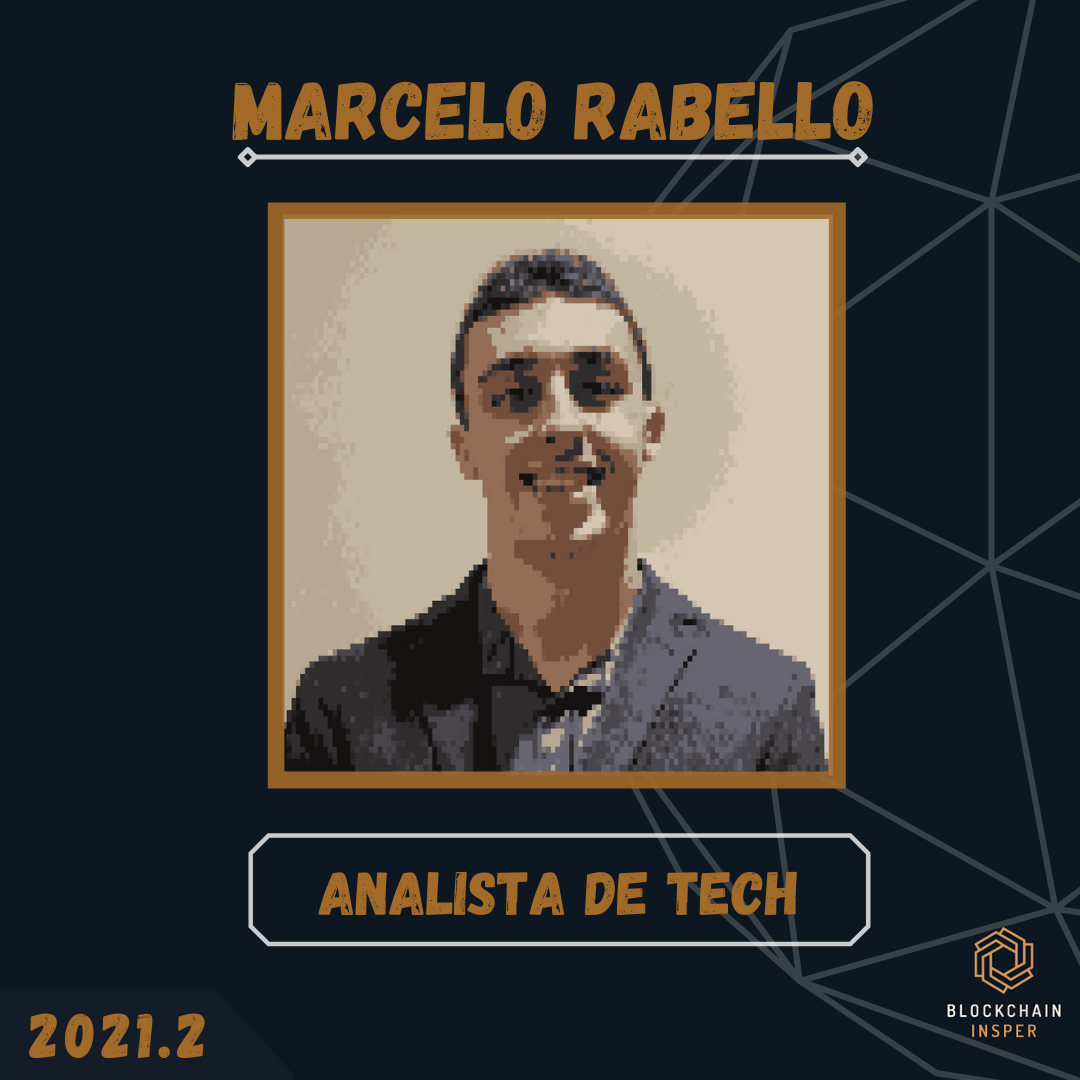 MARCELO RABELLO
ANALISTA DE TECH
2021.2
BLOCKCHAIN
INSPER